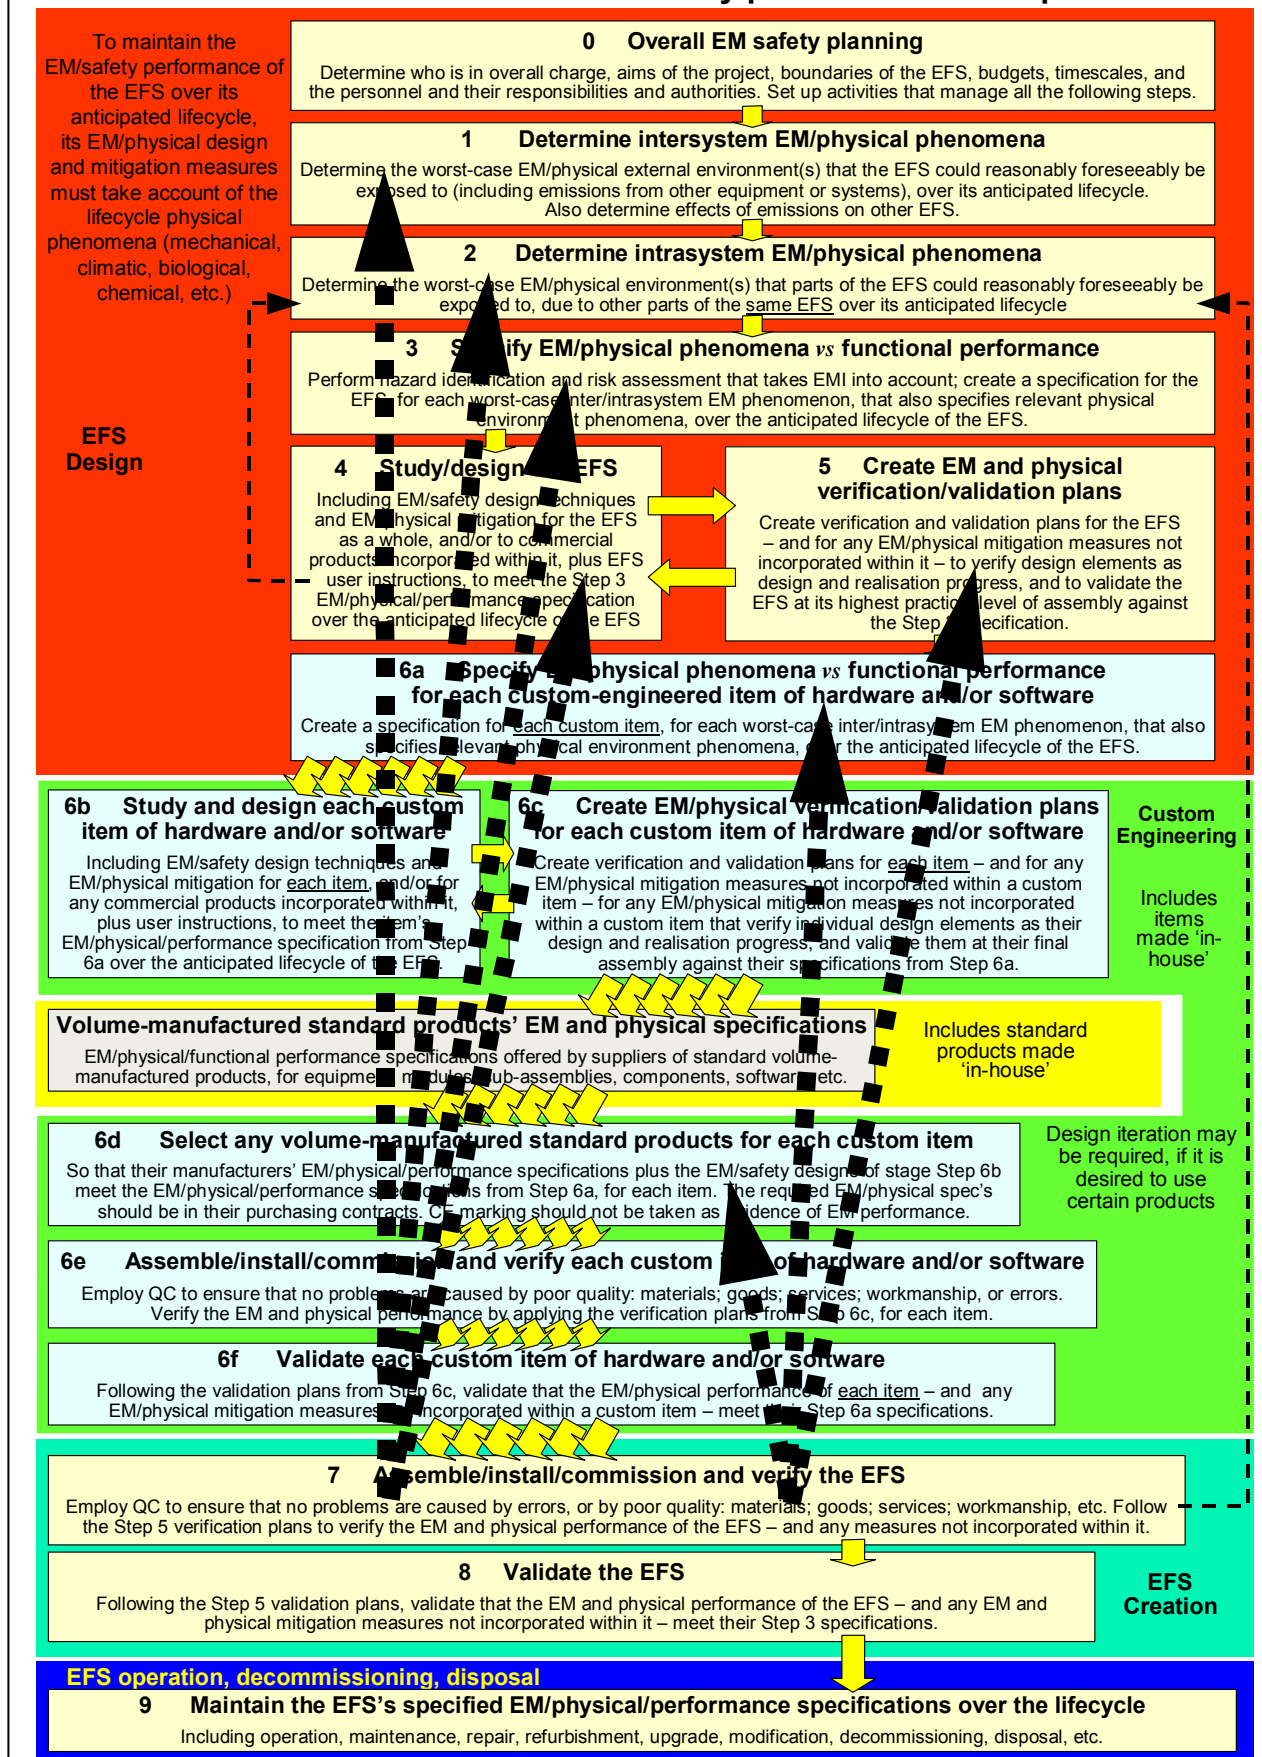 To maintain the
EM/safety performance of
the EFS over its
anticipated lifecycle,
its EM/physical design
and mitigation measures
must take account of the
lifecycle physical
phenomena (mechanical,
climatic, biological,
chemical, etc.)
EFS
Design
0 Overall EM safety planning
Determine who is in overall charge, aims of the project, boundaries of the EFS, budgets, timescales, and
the personnel and their responsibilities and authorities. Set up activities that manage all the following steps.
1 Determine intersystem EM/physical phenomena
Determine the worst-case EM/physical external environment(s) that the EFS could reasonably foreseeably be
exposed to (including emissions from other equipment or systems), over its anticipated lifecycle.
Also determine effects of emissions on other EFS.
2 Determine intrasystem EM/physical phenomena
Determine the worst-case EM/physical environment(s) that parts of the EFS could reasonably foreseeably be
exposed to, due to other parts of the same EFS over its anticipated lifecycle
3 Specify EM/physical phenomena vs functional performance
Perform hazard identification and risk assessment that takes EMI into account; create a specification for the
EFS, for each worst-case inter/intrasystem EM phenomenon, that also specifies relevant physical
environment phenomena, over the anticipated lifecycle of the EFS.
4 Study/design EFS
Including EM/safety design techniques
and EM/physical mitigation for the EFS
as a whole, and/or to commercial
products incorporated within it, plus EFS
user instructions, to meet the Step 3
EM/physical/performance specification
over the anticipated lifecycle of the EFS
5 Create EM and physical
verification/validation plans
Create verification and validation plans for the EFS
– and for any EM/physical mitigation measures not
incorporated within it – to verify design elements as
design and realisation progress, and to validate the
EFS at its highest practical level of assembly against
the Step specification.
6a Specify EM/physical phenomena vs functional performance
for each custom-engineered item of hardware and/or software
Create a specification for each custom item, for each worst-case inter/intrasystem EM phenomenon, that also
specifies relevant physical environment phenomena, over the anticipated lifecycle of the EFS.
6b Study and design each custom
item of hardware and/or software
Including EM/safety design techniques and
EM/physical mitigation for each item, and/or for
any commercial products incorporated within it,
plus user instructions, to meet the item's
EM/physical/performance specification from Step
6a over the anticipated lifecycle of the EFS.
6c Create EM/physical verification/validation plans
for each custom item of hardware and/or software
Create verification and validation plans for each item – and for any
EM/physical mitigation measures not incorporated within a custom
item – for any EM/physical mitigation measures not incorporated
within a custom item that verify individual design elements as their
design and realisation progress, and validate them at their final
assembly against their specifications from Step 6a.
Custom
Engineering
Includes
items
made ‘in-
house’
Volume-manufactured standard products’ EM and physical specifications
EM/physical/functional performance specifications offered by suppliers of standard volume-
manufactured products, for equipment, modules, sub-assemblies, components, software, etc.
Includes standard
products made
‘in-house’
6d Select any volume-manufactured standard products for each custom item
So that their manufacturers’ EM/physical/performance specifications plus the EM/safety designs of stage Step 6b
meet the EM/physical/performance specifications from Step 6a, for each item. The required EM/physical spec’s
should be in their purchasing contracts. CE marking should not be taken as evidence of EM performance.
Design iteration may
be required, if it is
desired to use
certain products
6e Assemble/install/commission and verify each custom item of hardware and/or software
Employ QC to ensure that no problems are caused by poor quality: materials; goods; services; workmanship, or errors.
Verify the EM and physical performance by applying the verification plans from Step 6c, for each item.
6f Validate each custom item of hardware and/or software
Following the validation plans from Step 6c, validate that the EM/physical performance of each item – and any
EM/physical mitigation measures not incorporated within a custom item – meet their Step 6a specifications.
7 Assemble/install/commission and verify the EFS
Employ QC to ensure that no problems are caused by errors, or by poor quality: materials; goods; services; workmanship, etc. Follow
the Step 5 verification plans to verify the EM and physical performance of the EFS – and any measures not incorporated within it.
8 Validate the EFS
Following the Step 5 validation plans, validate that the EM and physical performance of the EFS – and any EM and
physical mitigation measures not incorporated within it – meet their Step 3 specifications.
EFS
Creation
EFS operation, decommissioning, disposal
9 Maintain the EFS’s specified EM/physical/performance specifications over the lifecycle
Including operation, maintenance, repair, refurbishment, upgrade, modification, decommissioning, disposal, etc.